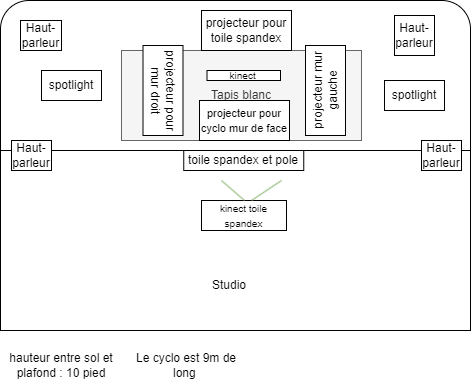 Haut-
parleur
projecteur pour
toile spandex
Haut-
parleur
projecteur pour
mur droit
kinect
projecteur mur
gauche
spotlight
Tapis blanc
spotlight
projecteur pour
cyclo mur de face
Haut-
parleur
toile spandex et pole
Haut-
parleur
kinect toile
spandex
Studio
hauteur entre sol et
plafond : 10 pied
Le cyclo est 9m de
long